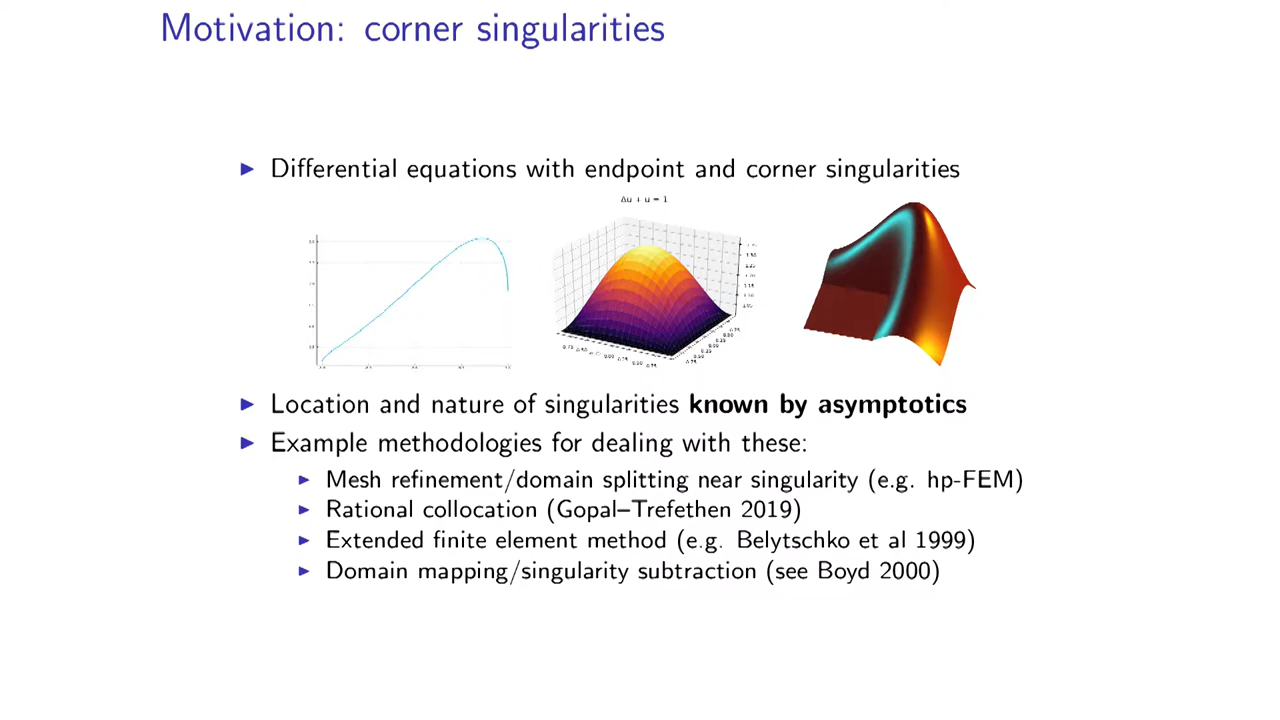 Motivation: corner singularities
Differential equations with endpoint and corner singularities
Δu + u = 1
Location and nature of singularities known by asymptotics
Example methodologies for dealing with these:
Mesh refinement/domain splitting near singularity (e.g. hp-FEM)
Rational collocation (Gopal–Trefethen 2019)
Extended finite element method (e.g. Belytschko et al 1999)
Domain mapping/singularity subtraction (see Boyd 2000)